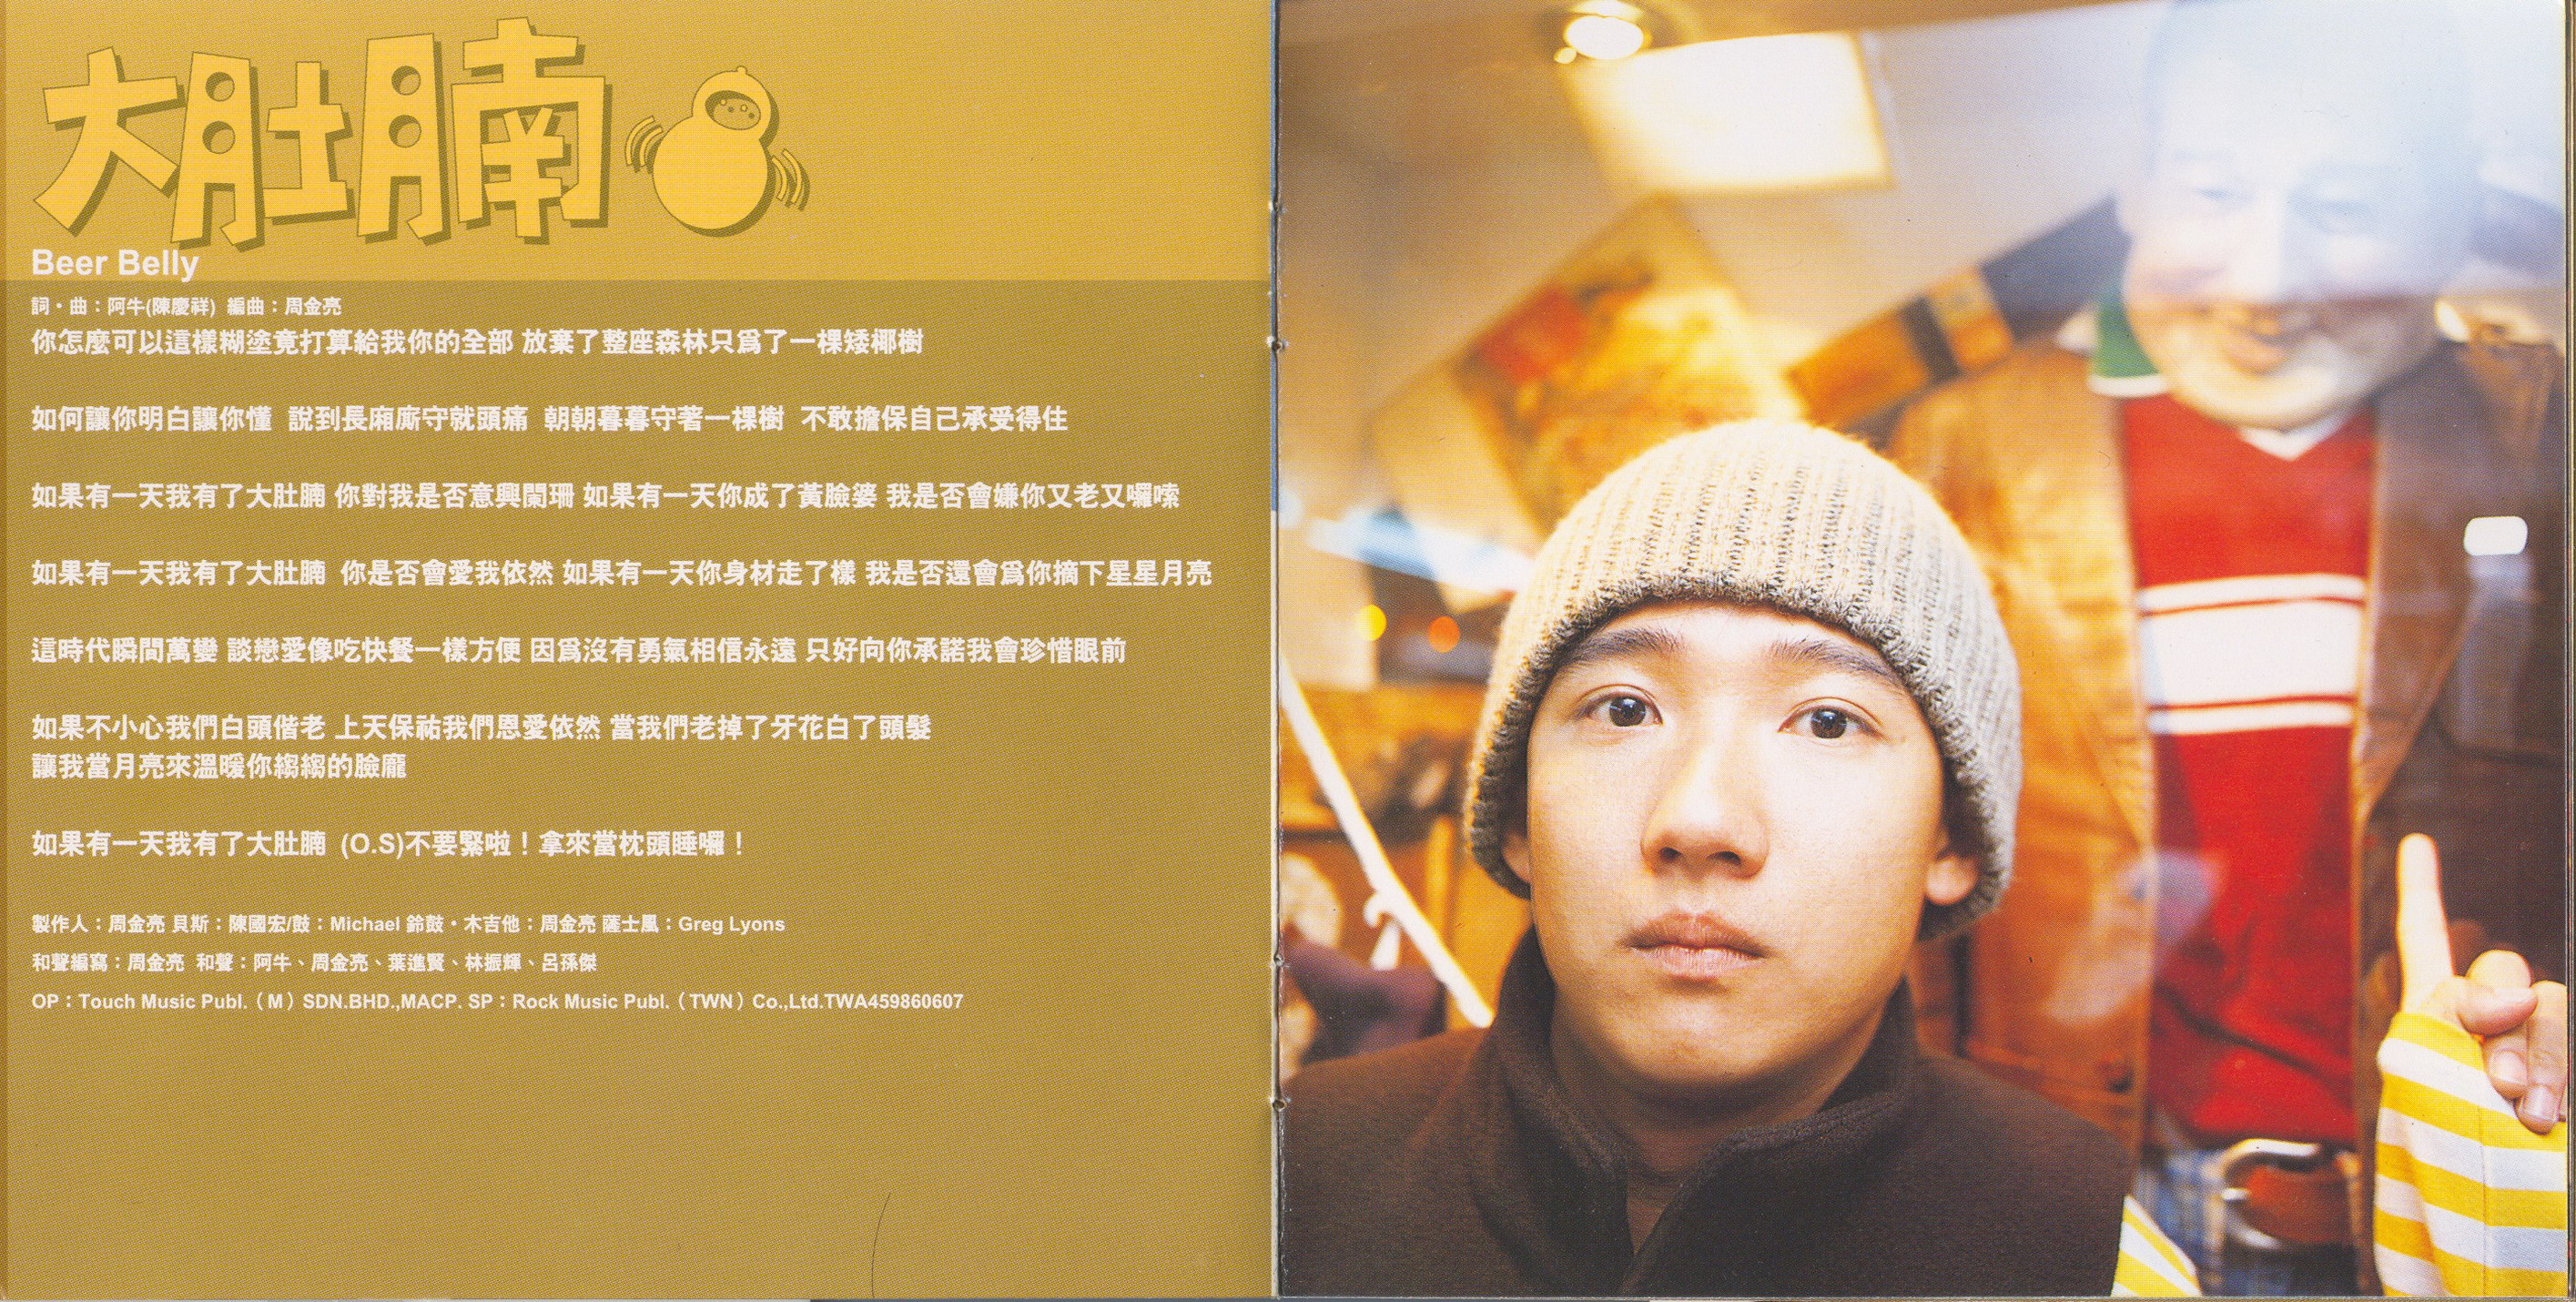 大肚腩
Beer Belly
詞・曲：阿牛(陳慶祥) 編曲：周金亮
你怎麼可以這樣糊塗竟打算給我你的全部 放棄了整座森林只爲了一棵矮椰樹
如何讓你明白讓你懂 說到長廂廝守就頭痛 朝朝暮暮守著一棵樹 不敢擔保自己承受得住
如果有一天我有了大肚腩 你對我是否意興闌珊 如果有一天你成了黃臉婆 我是否會嫌你又老又囉嗦
如果有一天我有了大肚腩 你是否會愛我依然 如果有一天你身材走了樣 我是否還會爲你摘下星星月亮
這時代瞬間萬變 談戀愛像吃快餐一樣方便 因爲沒有勇氣相信永遠 只好向你承諾我會珍惜眼前
如果不小心我們白頭偕老 上天保祐我們恩愛依然 當我們老掉了牙花白了頭髮
讓我當月亮來溫暖你縐縐的臉龐
如果有一天我有了大肚腩 (O.S)不要緊啦！拿來當枕頭睡囉！
製作人：周金亮 貝斯：陳國宏/鼓：Michael 鈴鼓・木吉他：周金亮 薩士風：Greg Lyons
和聲編寫：周金亮 和聲：阿牛、周金亮、葉進賢、林振輝、呂孫傑
OP：Touch Music Publ.（M）SDN.BHD.,MACP. SP：Rock Music Publ.（TWN）Co.,Ltd.TWA459860607